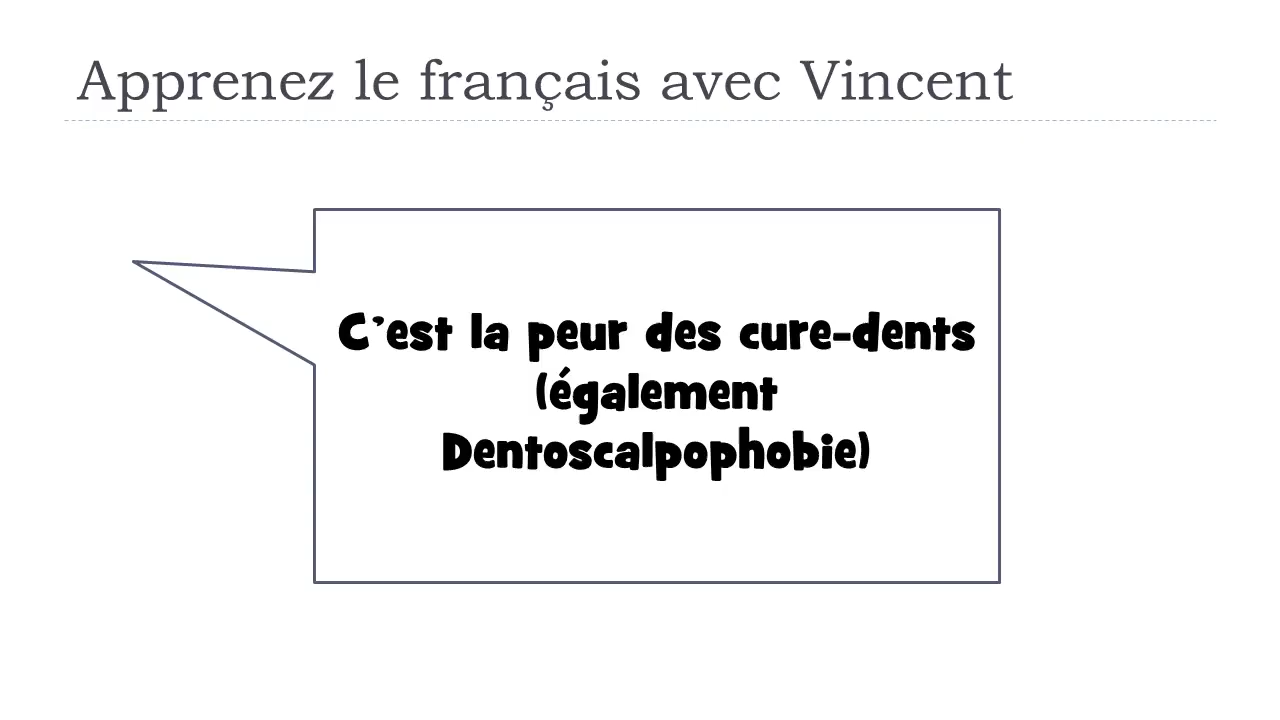 Apprenez le français avec Vincent
C'est la peur des cure-dents
(également
Dentoscalpophobie)